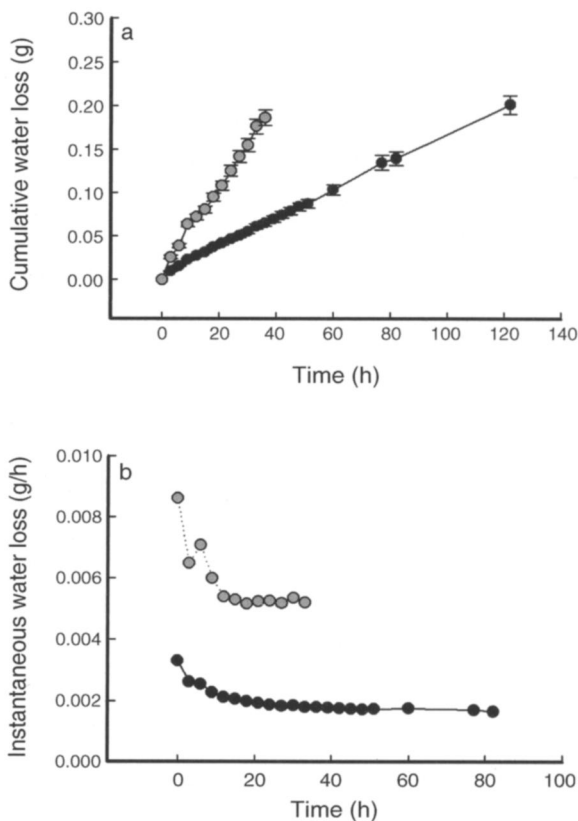 a
Cumulative water loss (g)
0.30
0.25
0.20
0.15
0.10
0.05
0.00
0 20 40 60 80 100 120 140
Time (h)
b
Instantaneous water loss (g/h)
0.010
0.008
0.006
0.004
0.002
0.000
0 20 40 60 80 100
Time (h)